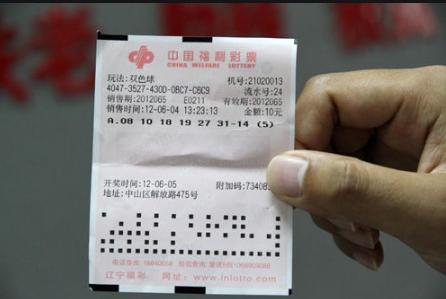 中国福利彩票
CHINA WELFARE LOTTERY
玩法:双色球 机号:21020013
4047-3527-4300-0BC7-C6C9 流水号:24
销售期:2012065 E0211 有效期:2012065
销售时间:12-06-04 13:23:13 金额:10元
A.08 10 18 19 27 31-14 (5)
开奖时间:12-06-05 附加码:73408
地址:中山区解放路475号
辽宁福彩 网址:www.lnlotto.com